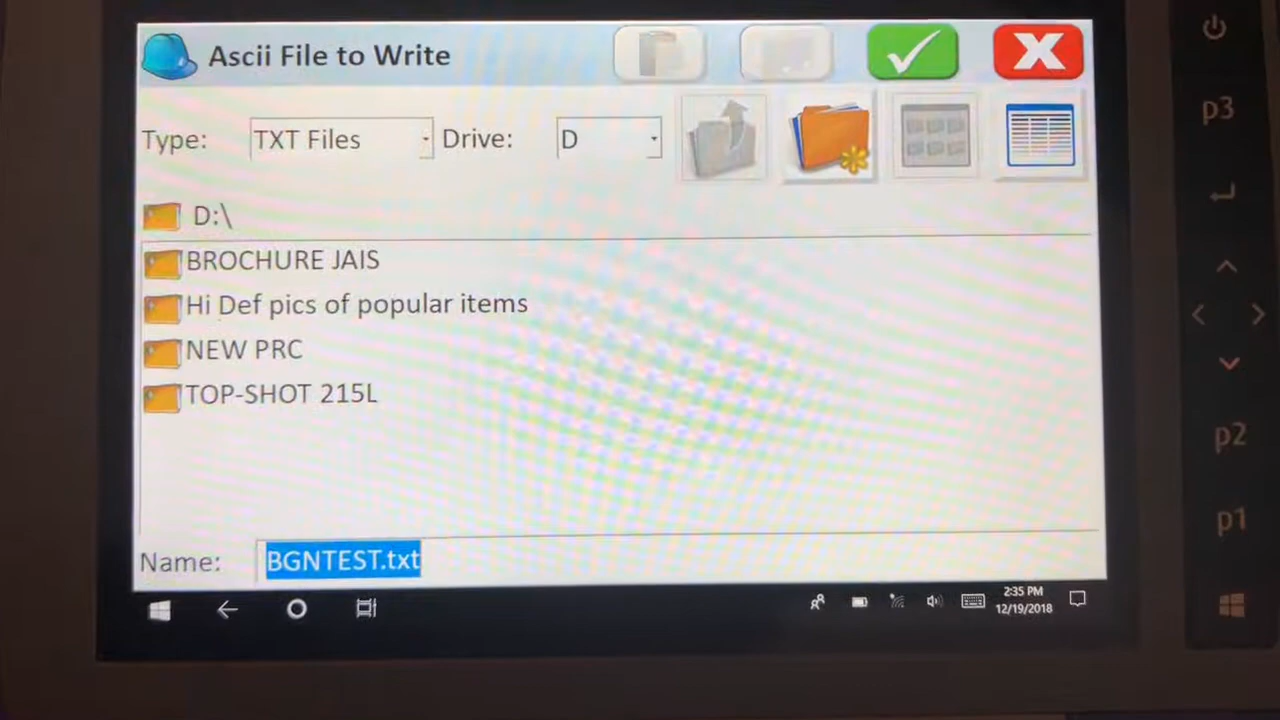 Ascii File to Write
Type: TXT Files Drive: D
D:\
BROCHURE JAIS
Hi Def pics of popular items
NEW PRC
TOP-SHOT 215L
Name: BGNTEST.txt
2:35 PM
12/19/2018
p3
p2
p1